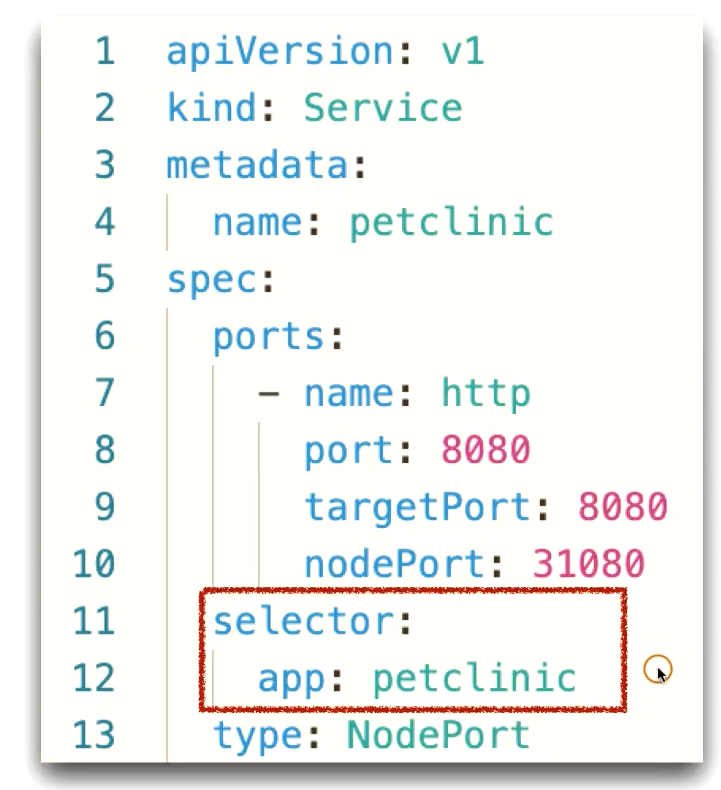 1 apiVersion: v1
2 kind: Service
3 metadata:
4   name: petclinic
5 spec:
6   ports:
7     - name: http
8       port: 8080
9       targetPort: 8080
10       nodePort: 31080
11   selector:
12     app: petclinic
13   type: NodePort